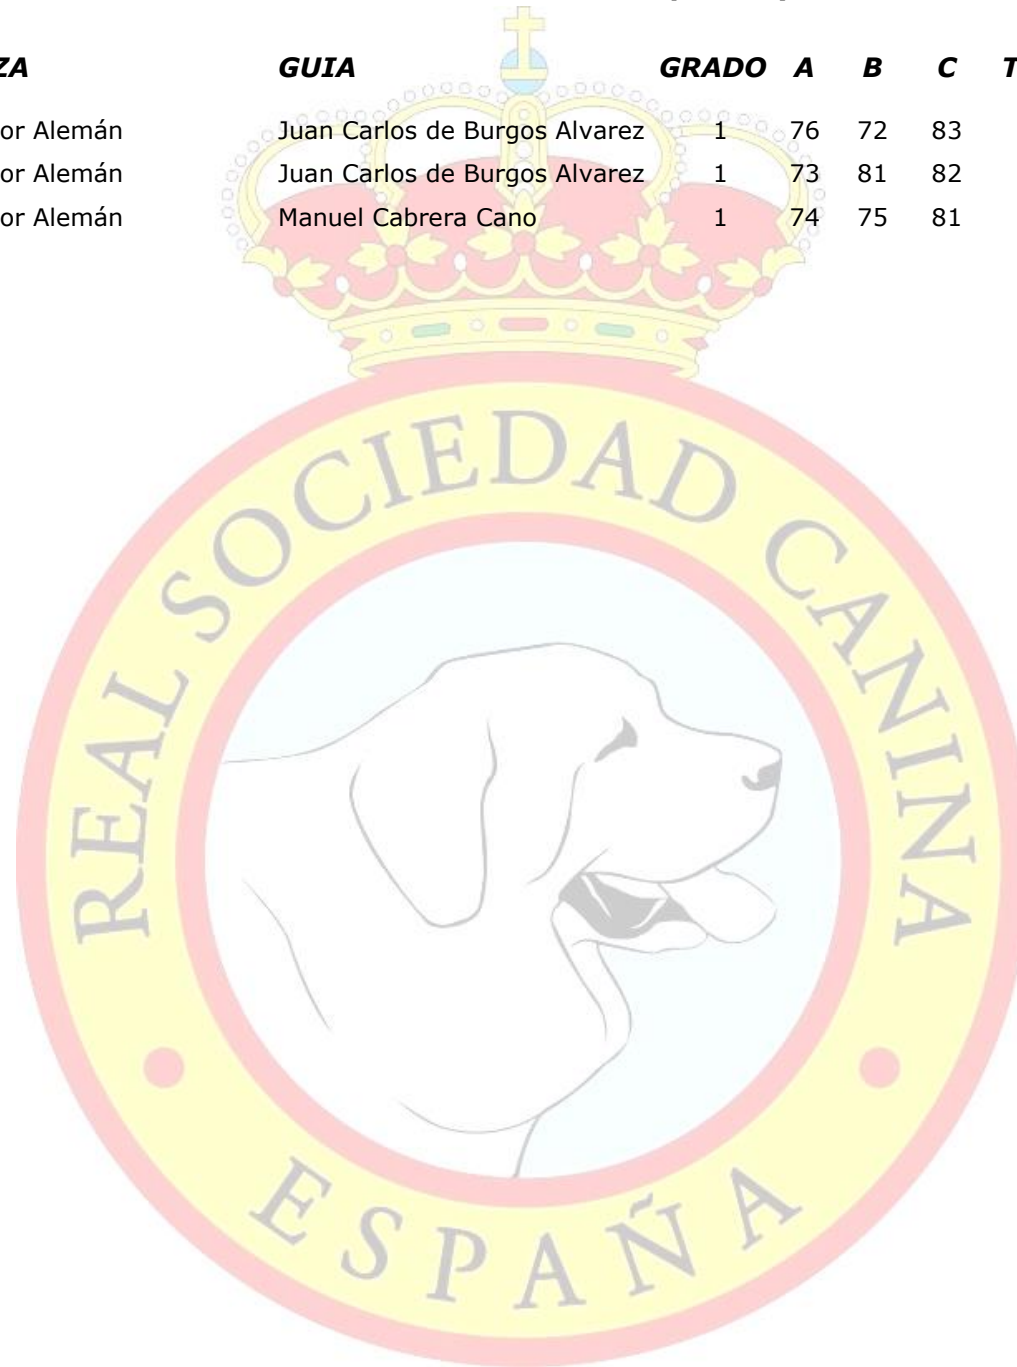 ZA GUIA GRADO A B C T
or Alemán Juan Carlos de Burgos Alvarez 1 76 72 83
or Alemán Juan Carlos de Burgos Alvarez 1 73 81 82
or Alemán Manuel Cabrera Cano 1 74 75 81
REAL SOCIEDAD CANINA
ESPAÑA